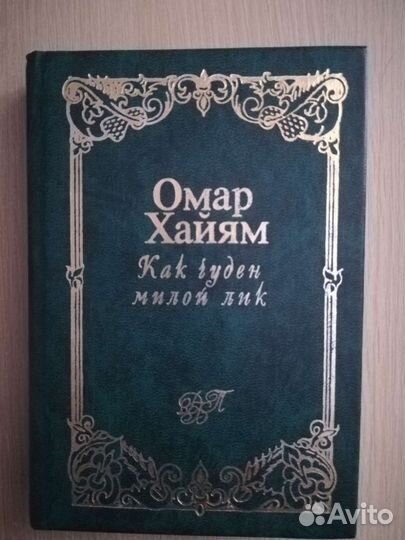 Омар
Хайям
Как чуден
милой лик
Avito